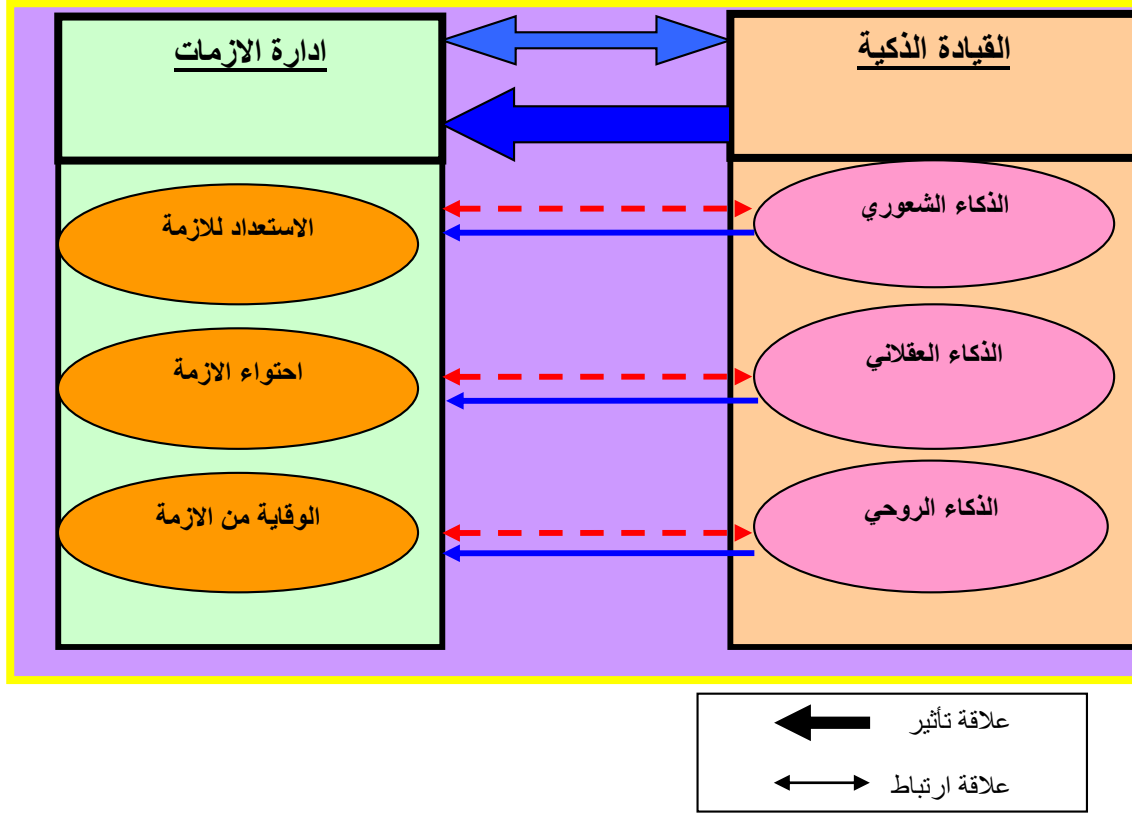 القيادة الذكية
ادارة الازمات
الذكاء الشعوري
الاستعداد للازمة
الذكاء العقلاني
احتواء الازمة
الذكاء الروحي
الوقاية من الازمة
علاقة تأثير
علاقة ارتباط